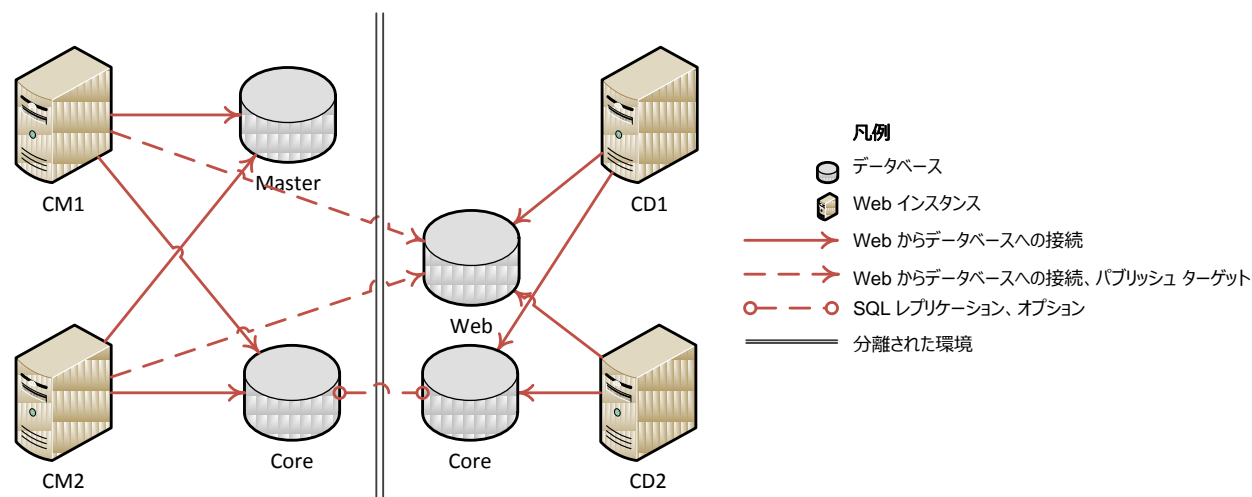 CM1
Master
CM2
Core
Web
Core
CD1
CD2
凡例
データベース
Web インスタンス
Web からデータベースへの接続
Web からデータベースへの接続、パブリッシュ ターゲット
SQL レプリケーション、オプション
分離された環境